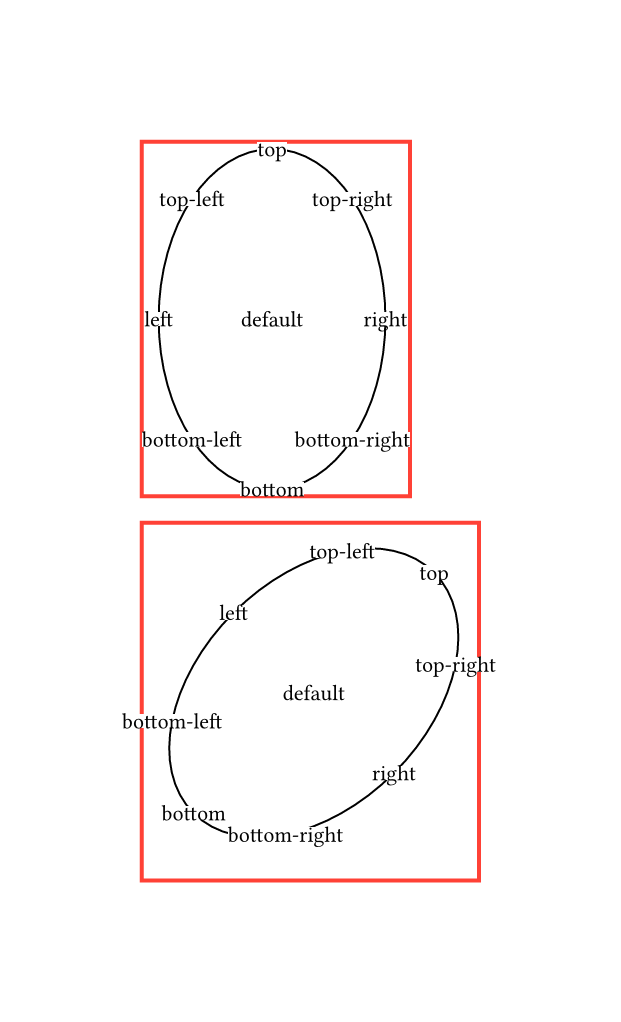 top
top-left top-right
left default right
bottom-left bottom-right
bottom
top-left
top
left
top-right
default
bottom-left
right
bottom
bottom-right